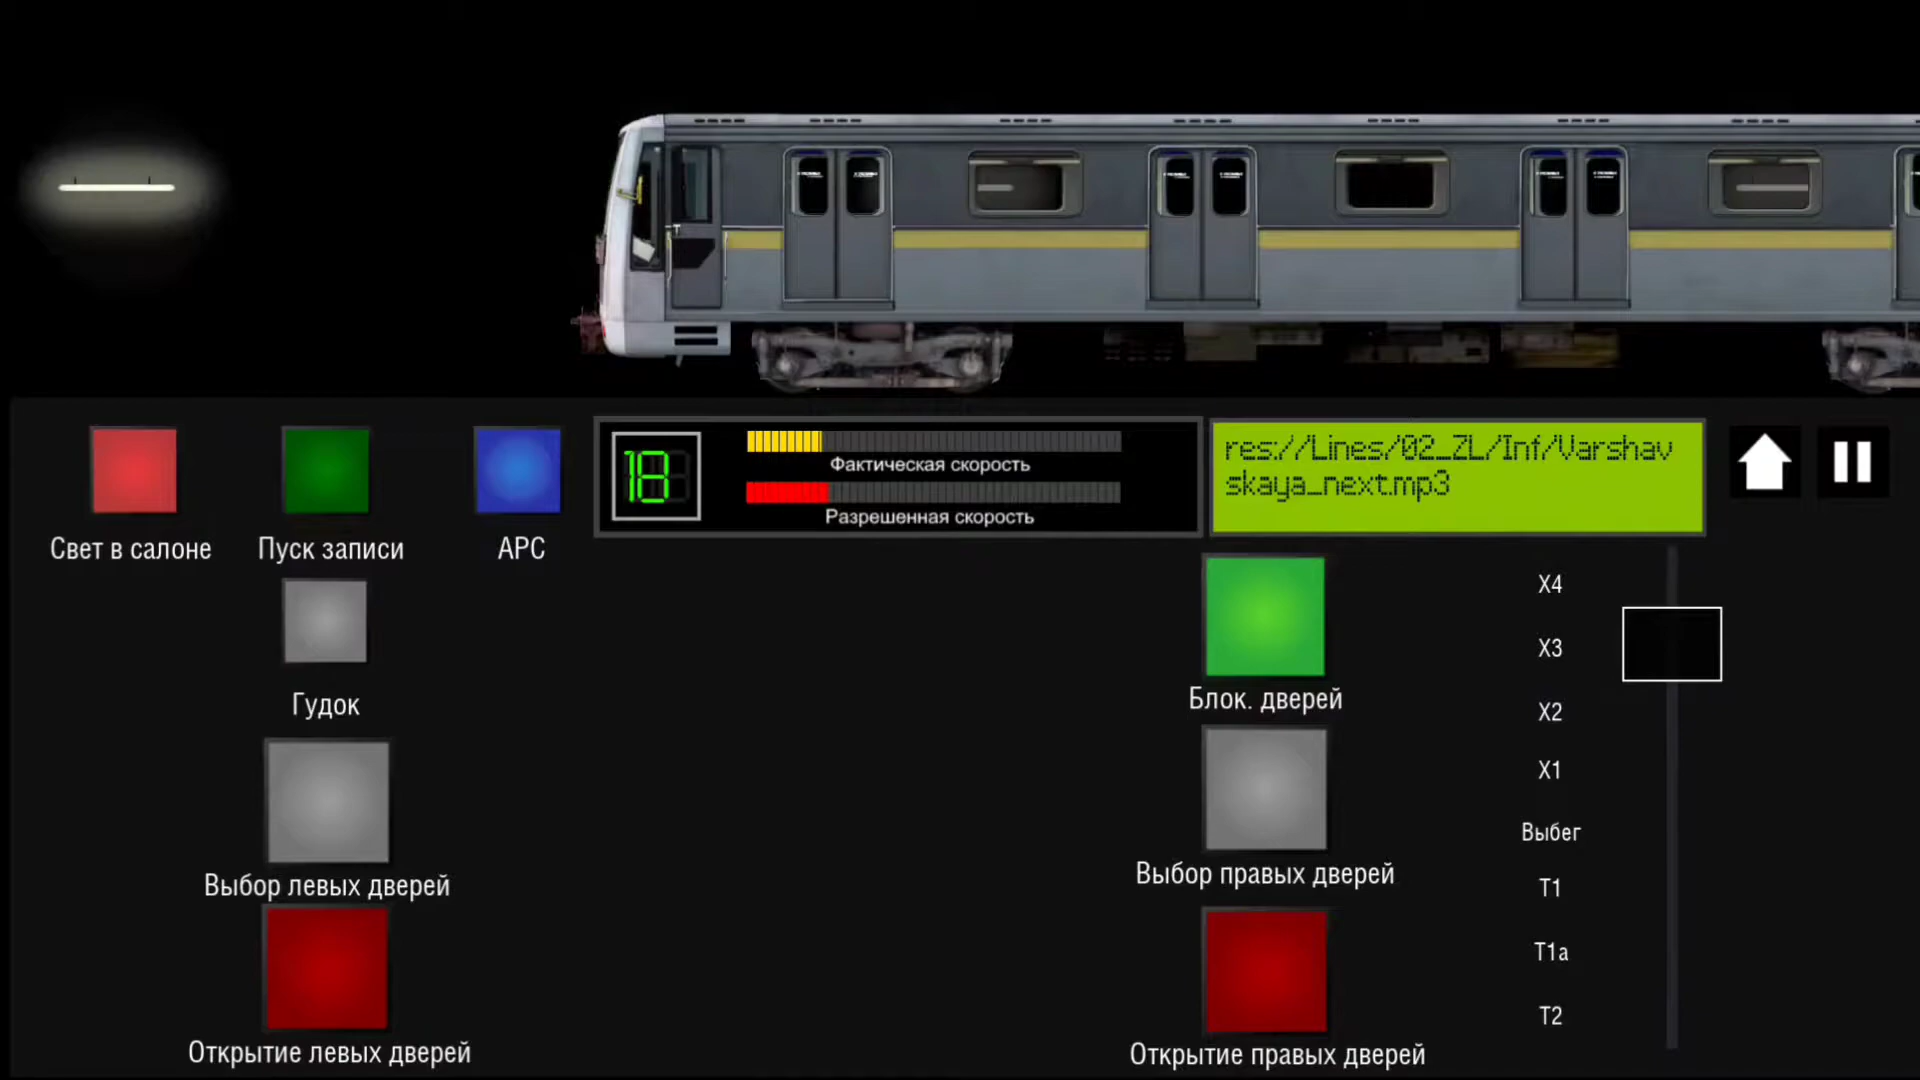 18
Фактическая скорость
Разрешенная скорость
res://Lines/02_ZL/Inf/Varshav
skaya_next.mp3
Свет в салоне
Пуск записи
АРС
Гудок
Блок. дверей
Выбор левых дверей
Выбор правых дверей
Открытие левых дверей
Открытие правых дверей
X4
X3
X2
X1
Выбег
T1
T1a
T2